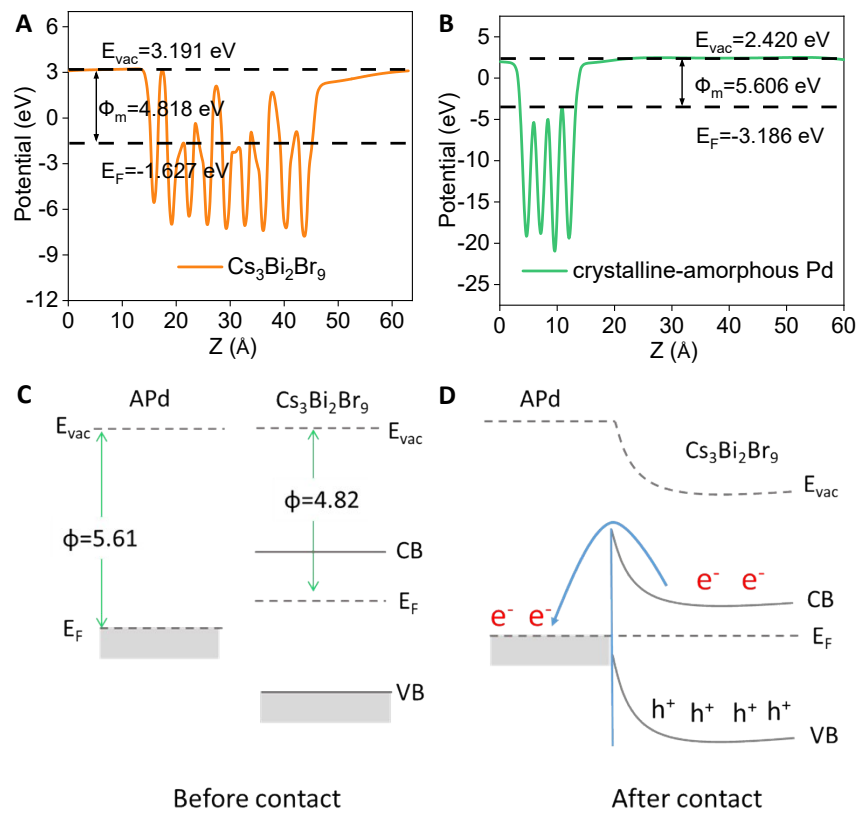 A
Potential (eV)
6
3
0
-3
-6
-9
-12
E_vac=3.191 eV
Φ_m=4.818 eV
E_F=-1.627 eV
Cs₃Bi₂Br₉
0 10 20 30 40 50 60
Z (Å)
B
Potential (eV)
5
0
-5
-10
-15
-20
-25
E_vac=2.420 eV
Φ_m=5.606 eV
E_F=-3.186 eV
crystalline-amorphous Pd
0 10 20 30 40 50 60
Z (Å)
C
APd
Cs₃Bi₂Br₉
E_vac
E_vac
ϕ=5.61
ϕ=4.82
CB
E_F
E_F
VB
Before contact
D
APd
Cs₃Bi₂Br₉
E_vac
e⁻ e⁻
CB
e⁻ e⁻
E_F
h⁺ h⁺ h⁺ h⁺
VB
After contact